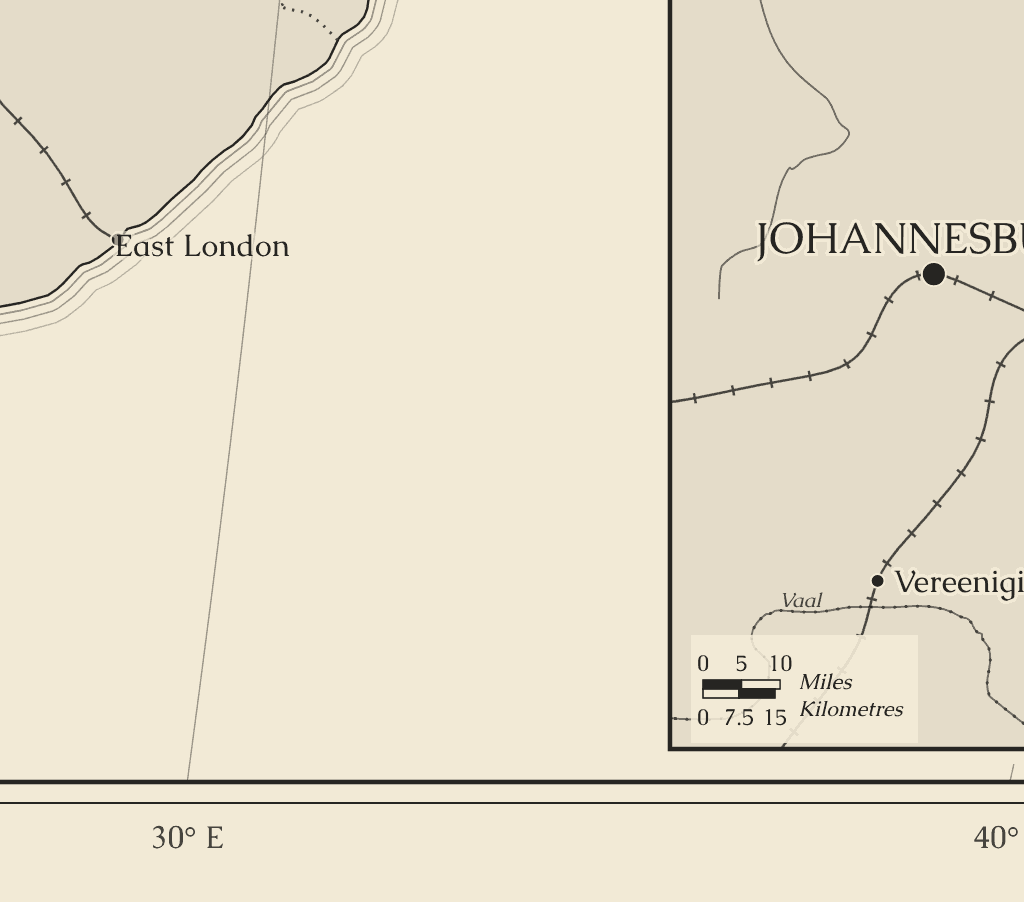 East London
JOHANNESBU
Vereenigi
Vaal
0 5 10
Miles
Kilometres
0 7.5 15
30° E
40°